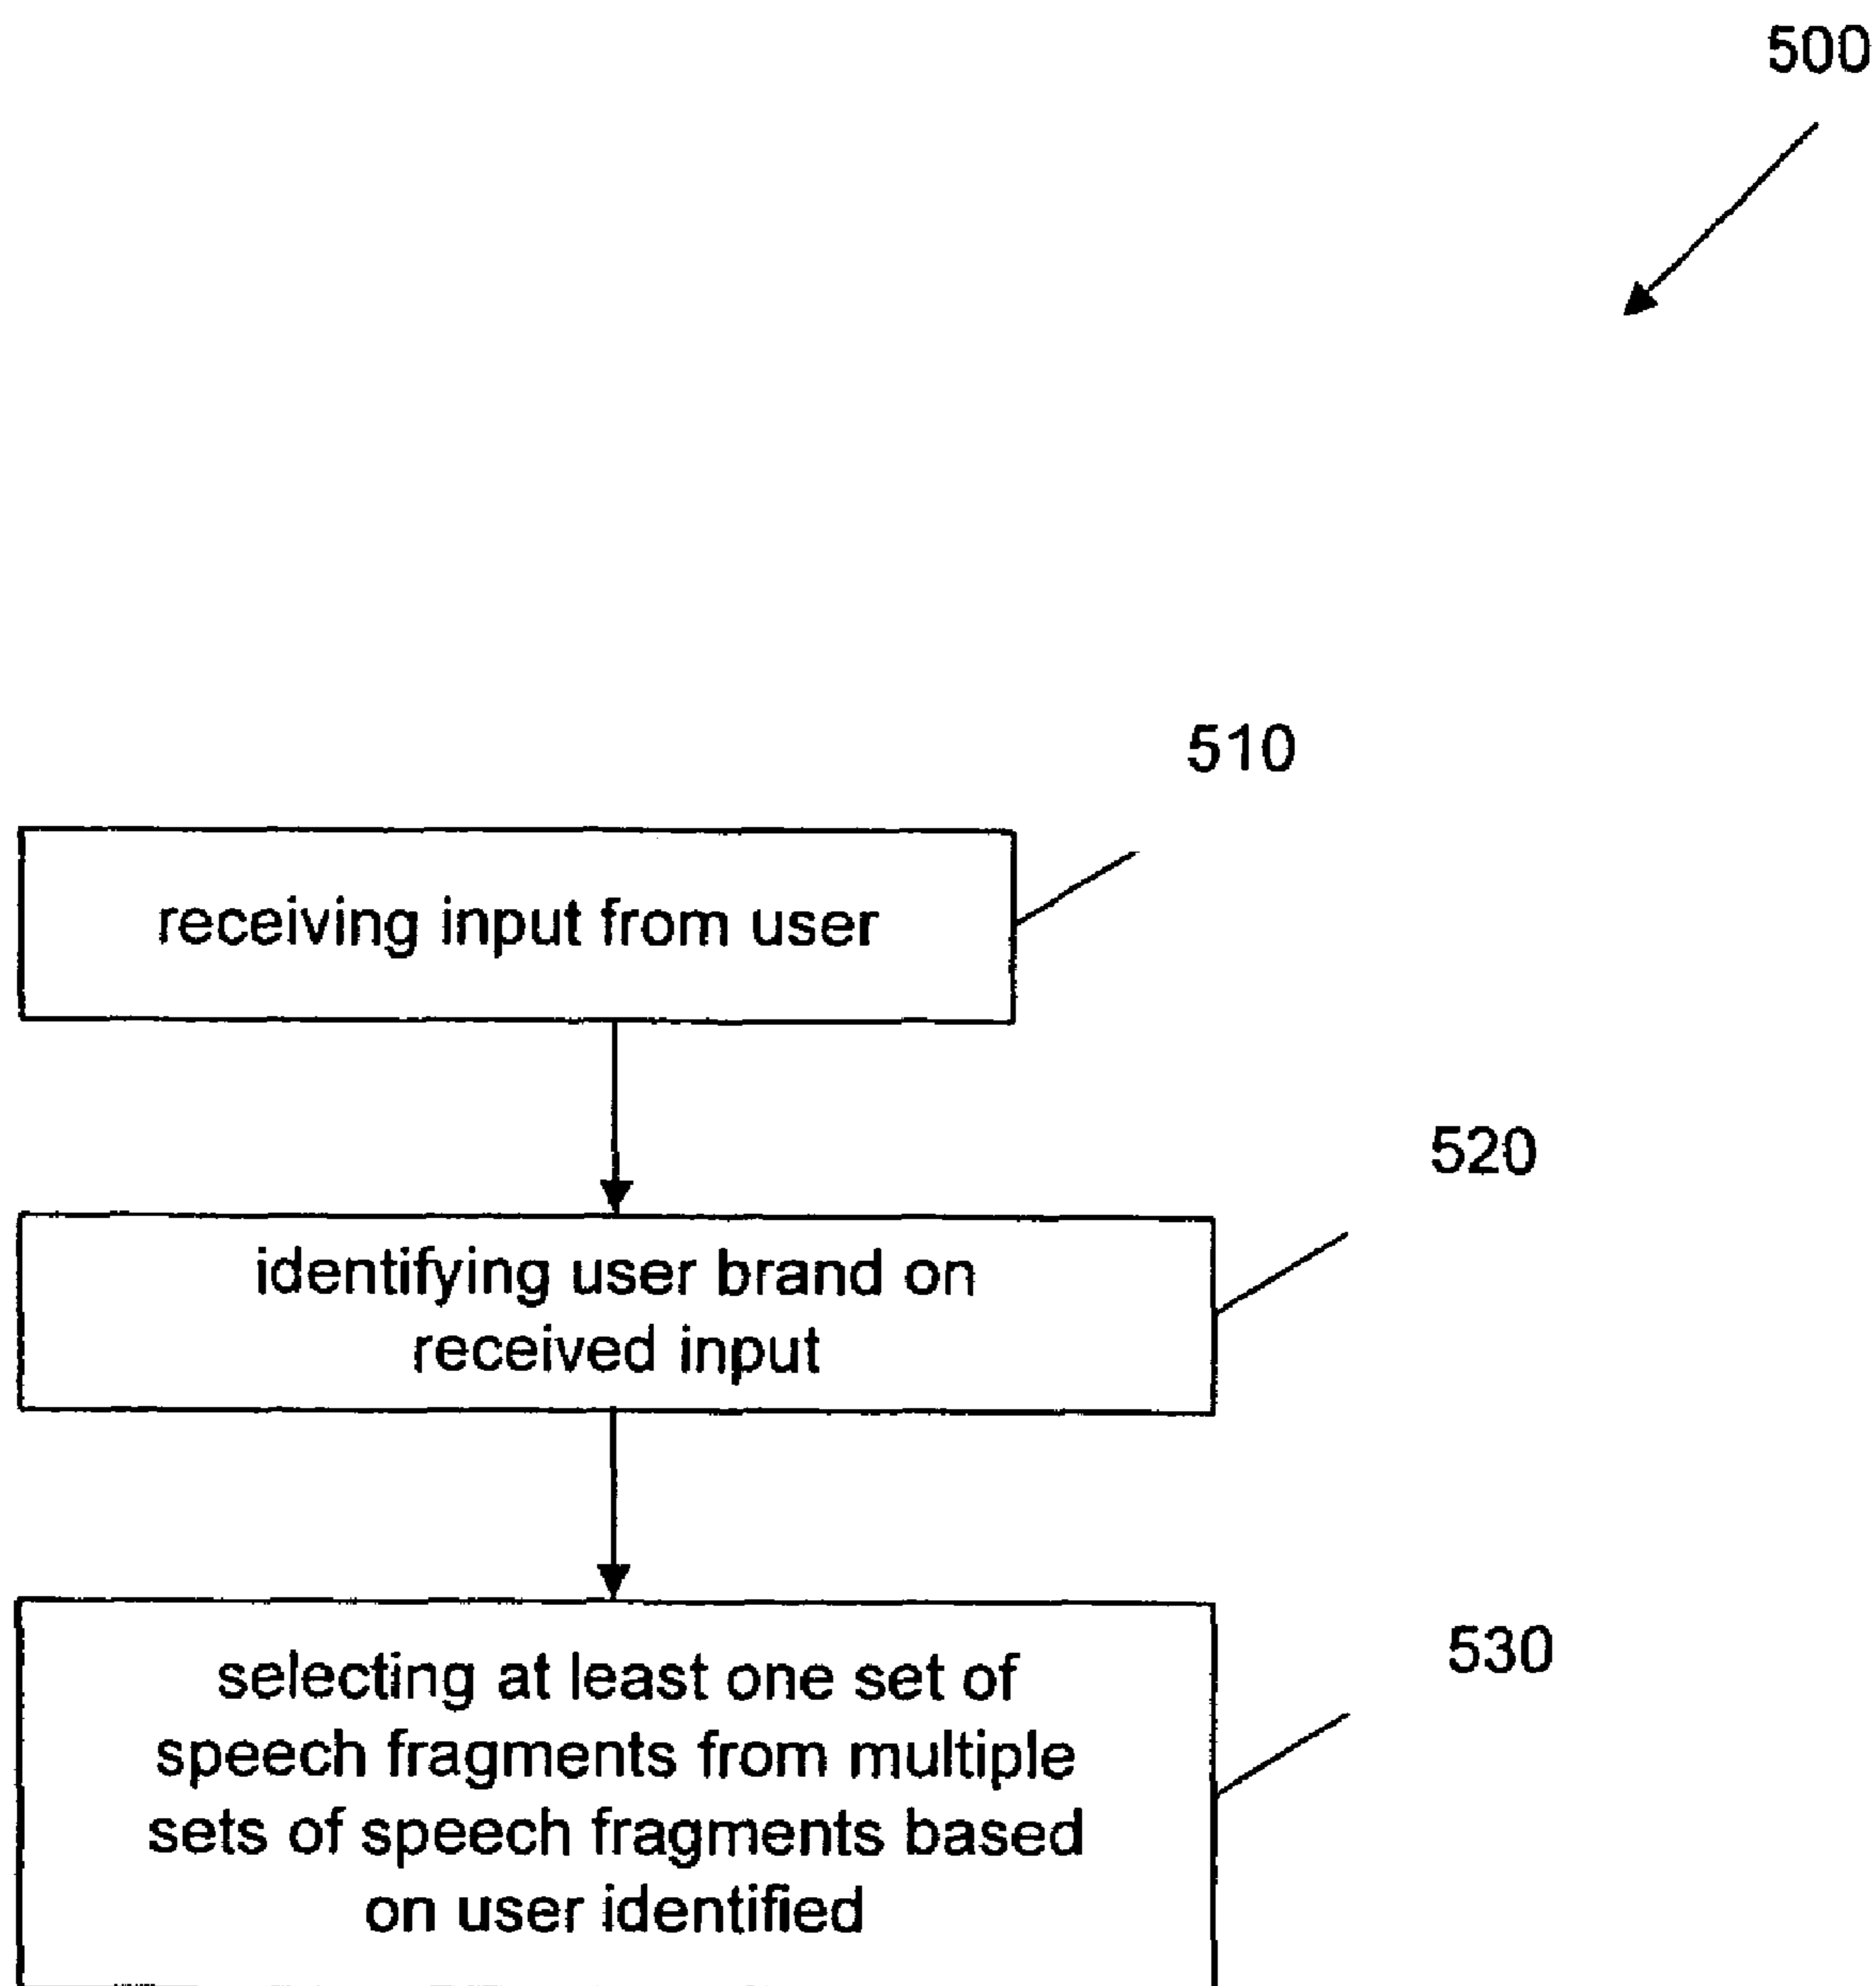 500
510
receiving input from user
520
identifying user brand on
received input
530
selecting at least one set of
speech fragments from multiple
sets of speech fragments based
on user identified